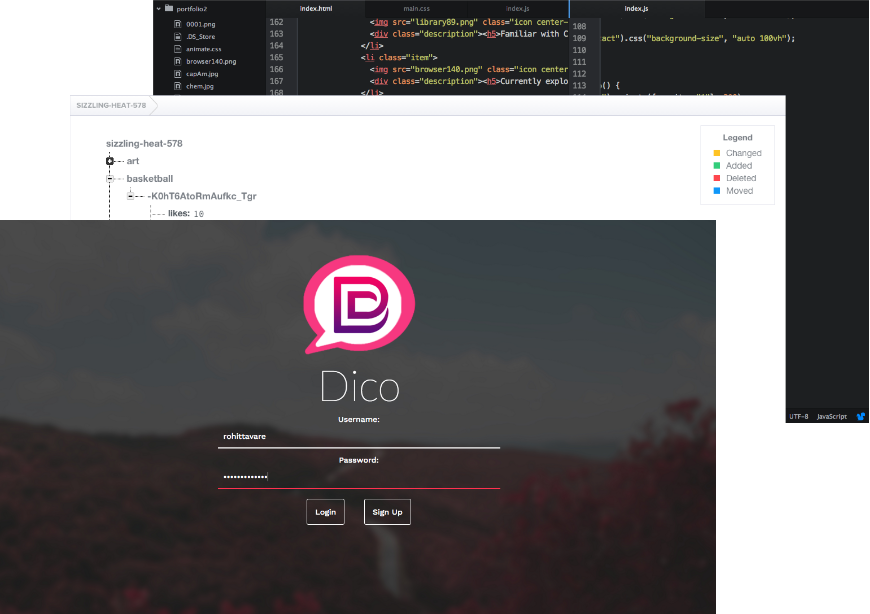 portfolio2
index.html
main.css
index.js
index.js
0001.png
.DS_Store
animate.css
browser140.png
capAm.jpg
chem.jpg
162 <img src="library89.png" class="icon center-
163 <div class="description"><h5>Familiar with C
164 </li>
165 <li class="item">
166 <img src="browser140.png" class="icon center
167 <div class="description"><h5>Currently explo
168 </li>
108
109 tact").css("background-size", "auto 100vh");
110
111
112
113 () {
SIZZLING-HEAT-578
sizzling-heat-578
art
basketball
-K0hT6AtoRmAufkc_Tgr
likes: 10
Legend
Changed
Added
Deleted
Moved
UTF-8 JavaScript
D
Dico
Username:
rohittavare
Password:
•••••••••••••
Login
Sign Up